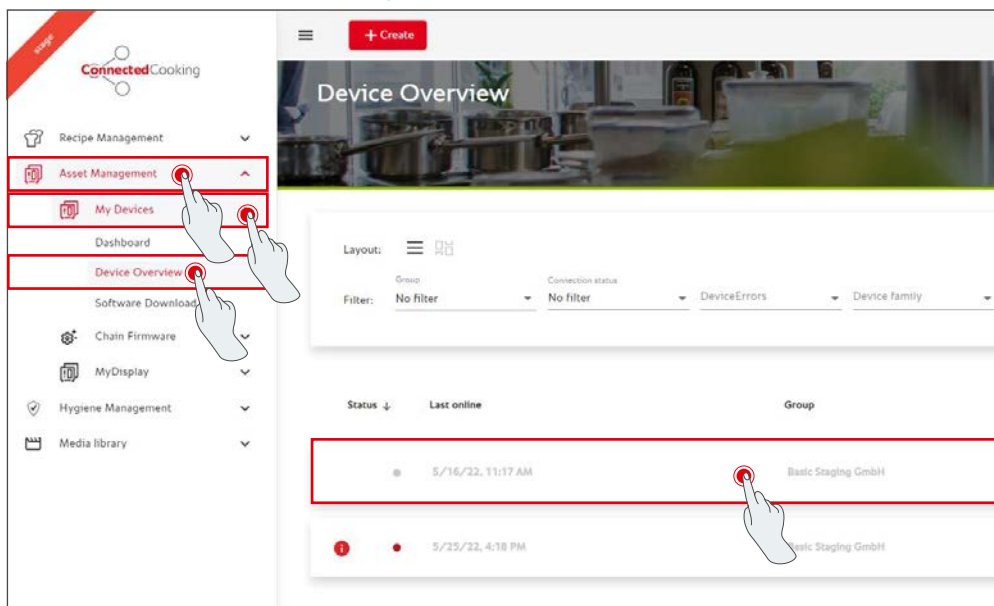 stage
ConnectedCooking
+ Create
Device Overview
Recipe Management
Asset Management
My Devices
Dashboard
Device Overview
Software Download
Chain Firmware
MyDisplay
Hygiene Management
Media library
Layout:
Filter:
Group
No filter
Connection status
No filter
DeviceErrors
Device family
Status ↓ Last online Group
5/16/22, 11:17 AM Basic Staging GmbH
5/25/22, 4:18 PM Basic Staging GmbH